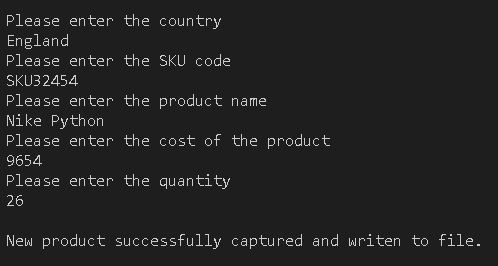 Please enter the country
England
Please enter the SKU code
SKU32454
Please enter the product name
Nike Python
Please enter the cost of the product
9654
Please enter the quantity
26
New product successfully captured and writen to file.